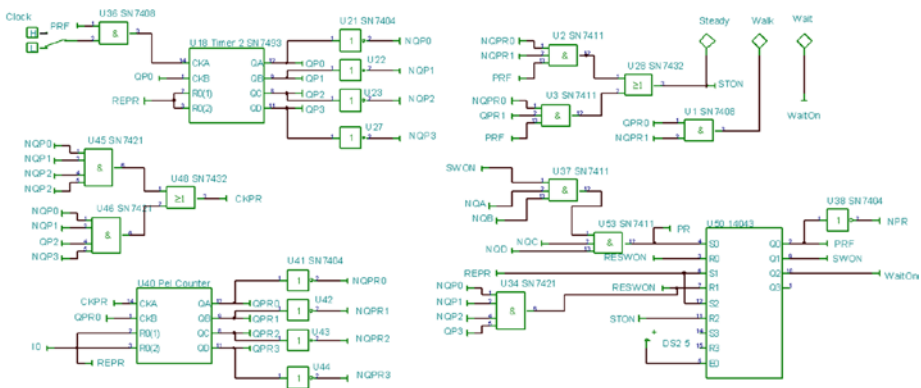 Clock
PRF
H
L
U36 SN7408
&
U18 Timer 2 SN7493
CKA
CKB
R0(1)
R0(2)
QA
QB
QC
QD
QP0
REPR
QP0
QP1
QP2
QP3
U21 SN7404
NQP0
U22
NQP1
U23
NQP2
U27
NQP3
U45 SN7421
NQP0
NQP1
NQP2
NQP2
&
U46 SN7421
NQP0
NQP1
QP2
NQP3
&
U48 SN7432
≥1
CKPR
U40 Pel Counter
CKPR
QPR0
REPR
CKA
CKB
R0(1)
R0(2)
QA
QB
QC
QD
QPR0
QPR1
QPR2
QPR3
U41 SN7404
NQPR0
U42
NQPR1
U43
NQPR2
U44
NQPR3
Steady
Walk
Wait
U2 SN7411
NQPR0
NQPR1
PRF
&
U3 SN7411
NQPR0
QPR1
PRF
&
U28 SN7432
≥1
STON
U1 SN7408
QPR0
NQPR1
&
WaitOn
SWON
NQA
NQB
U37 SN7411
&
NQC
NQD
U53 SN7411
&
PR
RESWON
REPR
RESWON
U34 SN7421
NQP0
NQP1
NQP2
QP3
&
STON
DS2 5
U50 14043
S0
R0
S1
R1
S2
R2
S3
R3
E0
Q0
Q1
Q2
Q3
U38 SN7404
NPR
PRF
SWON
WaitOn